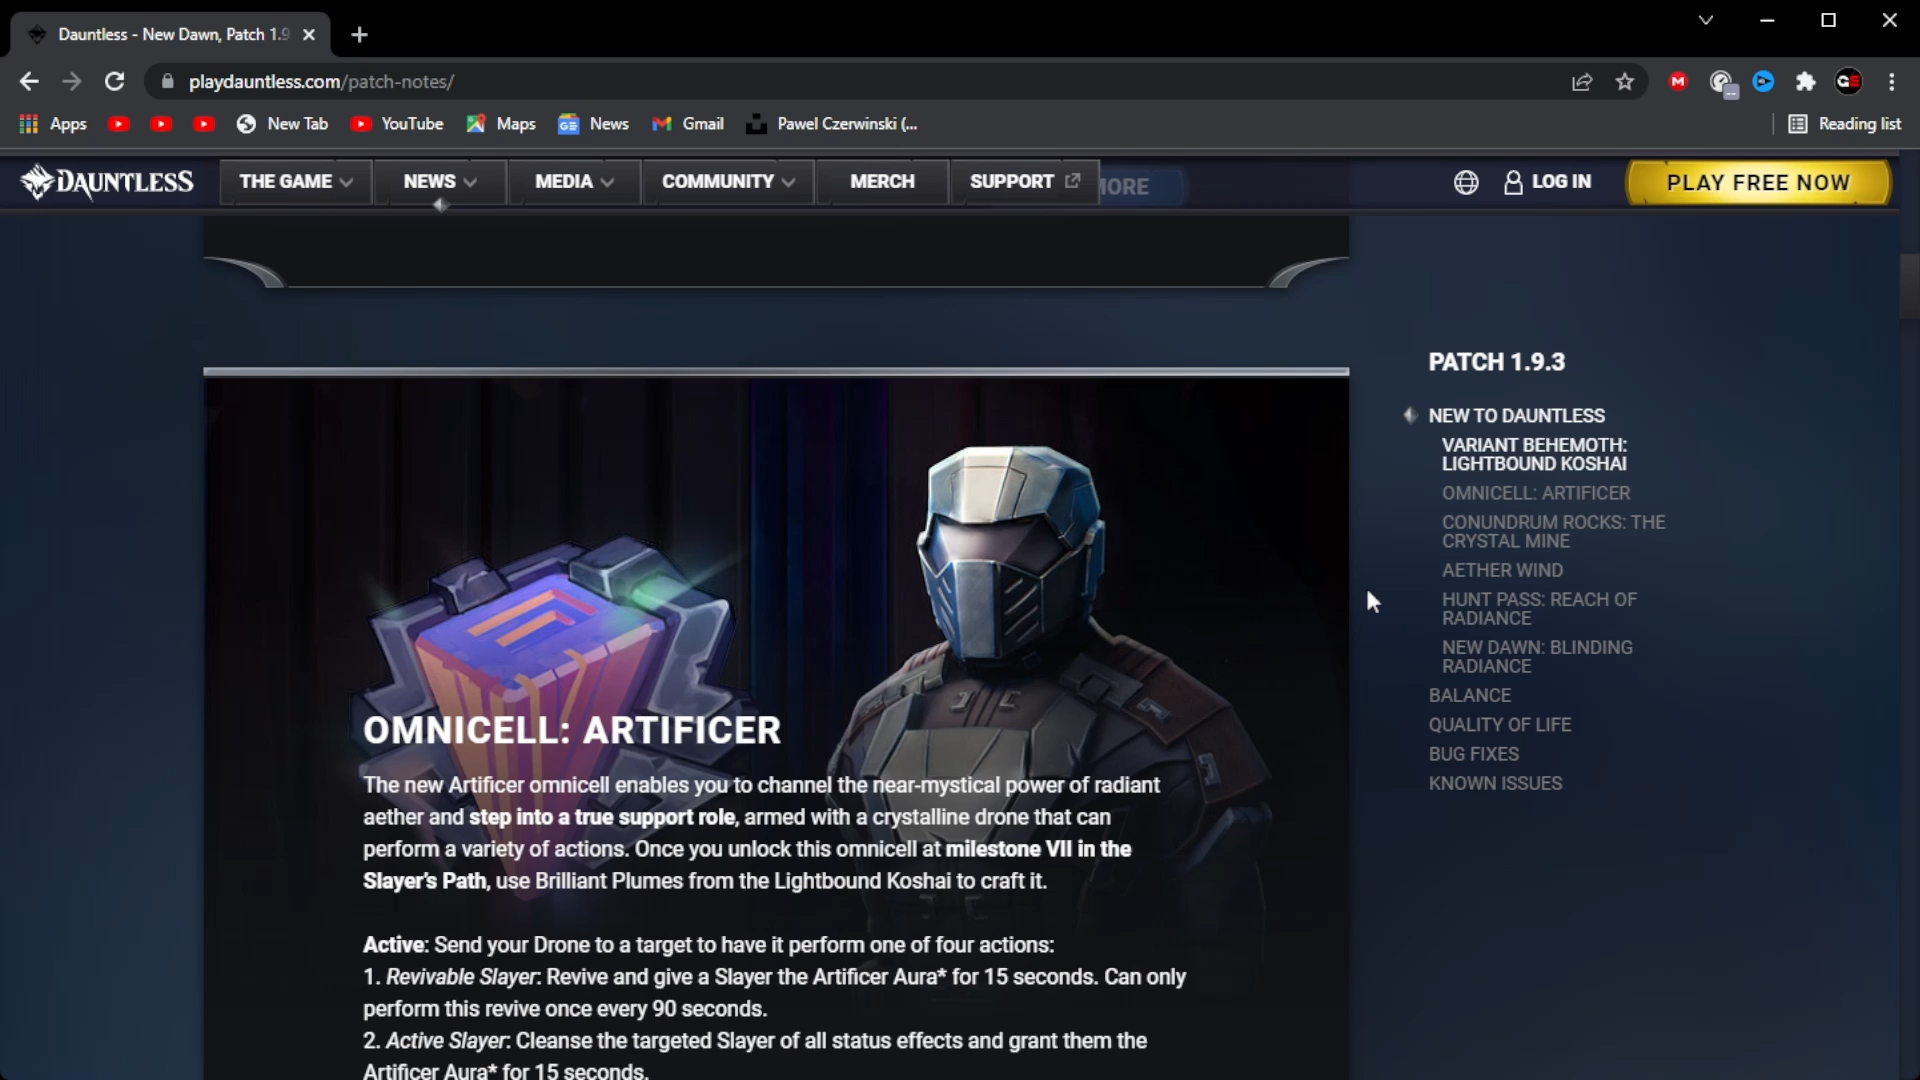 Dauntless - New Dawn, Patch 1.9
playdauntless.com/patch-notes/
Apps
New Tab
YouTube
Maps
News
Gmail
Pawel Czerwinski (...
Reading list
DAUNTLESS
THE GAME
NEWS
MEDIA
COMMUNITY
MERCH
SUPPORT
LOG IN
PLAY FREE NOW
PATCH 1.9.3
NEW TO DAUNTLESS
VARIANT BEHEMOTH:
LIGHTBOUND KOSHAI
OMNICELL: ARTIFICER
CONUNDRUM ROCKS: THE
CRYSTAL MINE
AETHER WIND
HUNT PASS: REACH OF
RADIANCE
NEW DAWN: BLINDING
RADIANCE
BALANCE
QUALITY OF LIFE
BUG FIXES
KNOWN ISSUES
OMNICELL: ARTIFICER
The new Artificer omnicell enables you to channel the near-mystical power of radiant
aether and step into a true support role, armed with a crystalline drone that can
perform a variety of actions. Once you unlock this omnicell at milestone VII in the
Slayer's Path, use Brilliant Plumes from the Lightbound Koshai to craft it.
Active: Send your Drone to a target to have it perform one of four actions:
1. Revivable Slayer: Revive and give a Slayer the Artificer Aura* for 15 seconds. Can only
perform this revive once every 90 seconds.
2. Active Slayer: Cleanse the targeted Slayer of all status effects and grant them the
Artificer Aura* for 15 seconds.